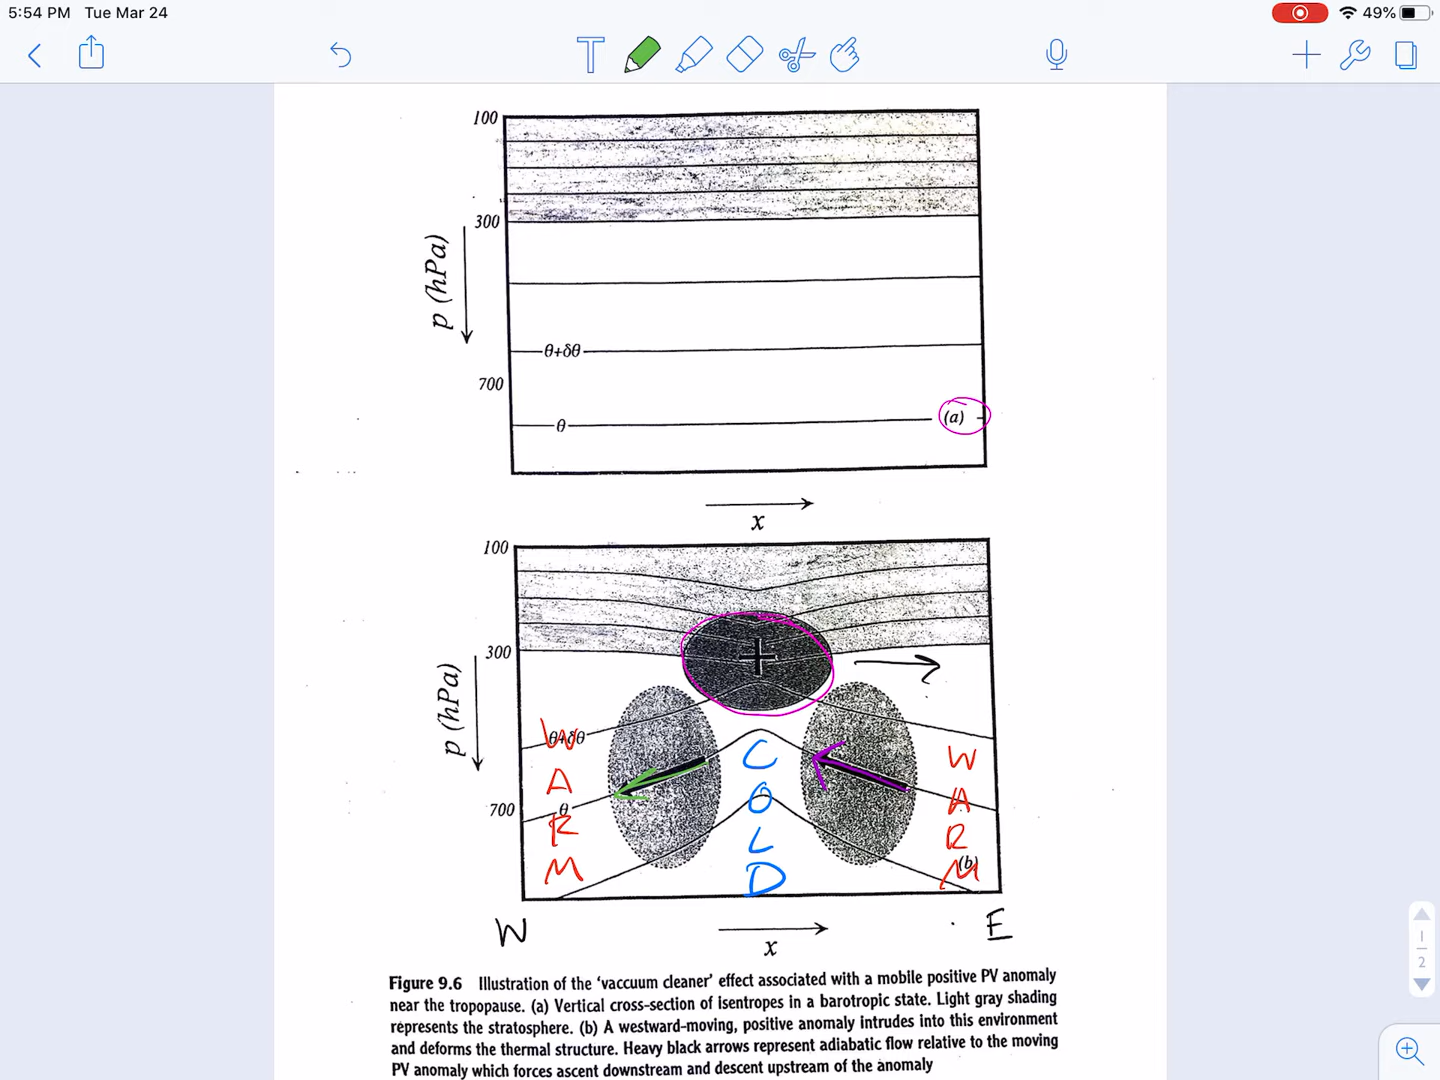 5:54 PM Tue Mar 24
49%
T
100
300
p (hPa)
θ+δθ
700
θ
(a)
x
100
300
p (hPa)
θ+δθ
700
θ
+
WARM
COLD
WARM
(b)
W
E
x
Figure 9.6 Illustration of the 'vaccuum cleaner' effect associated with a mobile positive PV anomaly
near the tropopause. (a) Vertical cross-section of isentropes in a barotropic state. Light gray shading
represents the stratosphere. (b) A westward-moving, positive anomaly intrudes into this environment
and deforms the thermal structure. Heavy black arrows represent adiabatic flow relative to the moving
PV anomaly which forces ascent downstream and descent upstream of the anomaly
1
2